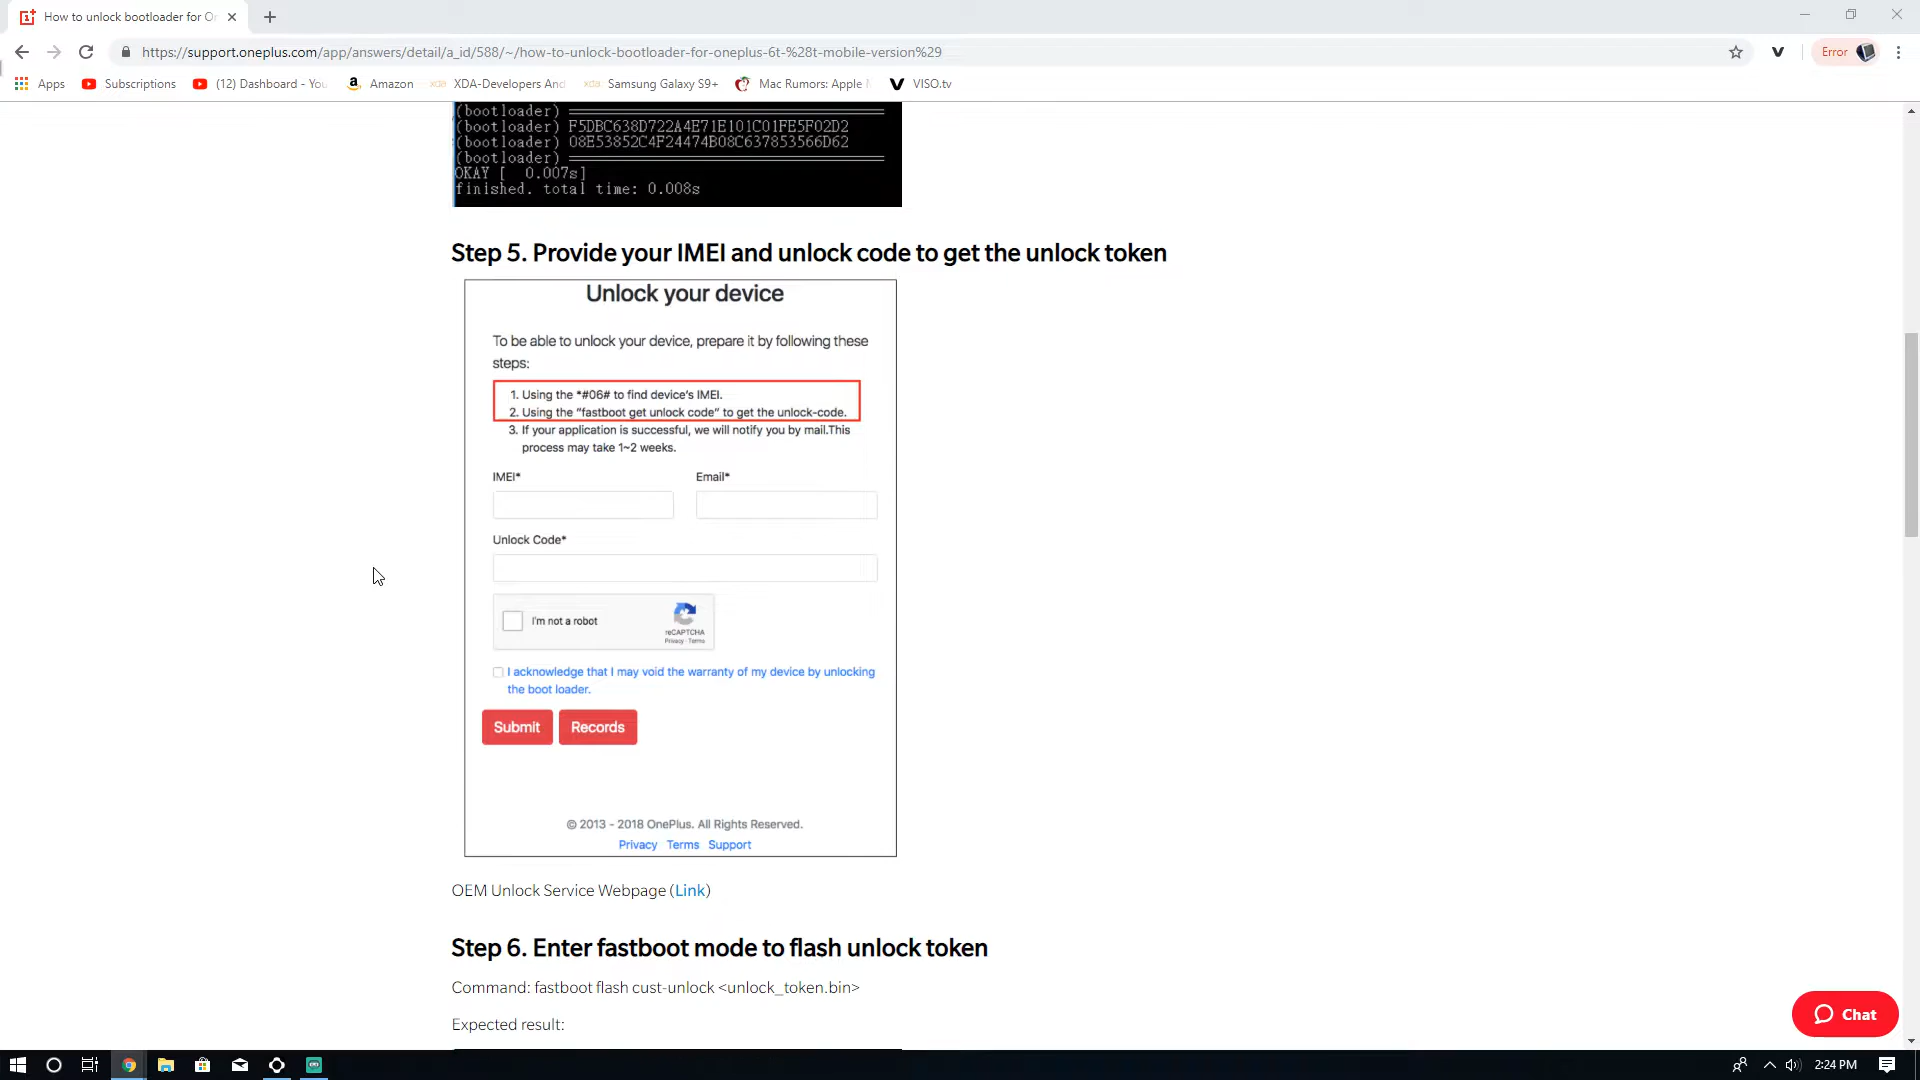 How to unlock bootloader for On
https://support.oneplus.com/app/answers/detail/a_id/588/~/how-to-unlock-bootloader-for-oneplus-6t-%28t-mobile-version%29
Error
Apps
Subscriptions
(12) Dashboard - You
Amazon
XDA-Developers And
Samsung Galaxy S9+
Mac Rumors: Apple
VISO.tv
(bootloader)
(bootloader) F5DBC638D722A4E71E101C01FE5F02D2
(bootloader) 08E53852C4F24474B08C637853566D62
(bootloader)
OKAY [ 0.007s]
finished. total time: 0.008s
Step 5. Provide your IMEI and unlock code to get the unlock token
Unlock your device
To be able to unlock your device, prepare it by following these
steps:
1. Using the *#06# to find device's IMEI.
2. Using the "fastboot get unlock code" to get the unlock-code.
3. If your application is successful, we will notify you by mail.This
process may take 1~2 weeks.
IMEI*
Email*
Unlock Code*
I'm not a robot
reCAPTCHA
Privacy - Terms
I acknowledge that I may void the warranty of my device by unlocking
the boot loader.
Submit
Records
© 2013 - 2018 OnePlus. All Rights Reserved.
Privacy Terms Support
OEM Unlock Service Webpage (Link)
Step 6. Enter fastboot mode to flash unlock token
Command: fastboot flash cust-unlock <unlock_token.bin>
Expected result:
Chat
2:24 PM